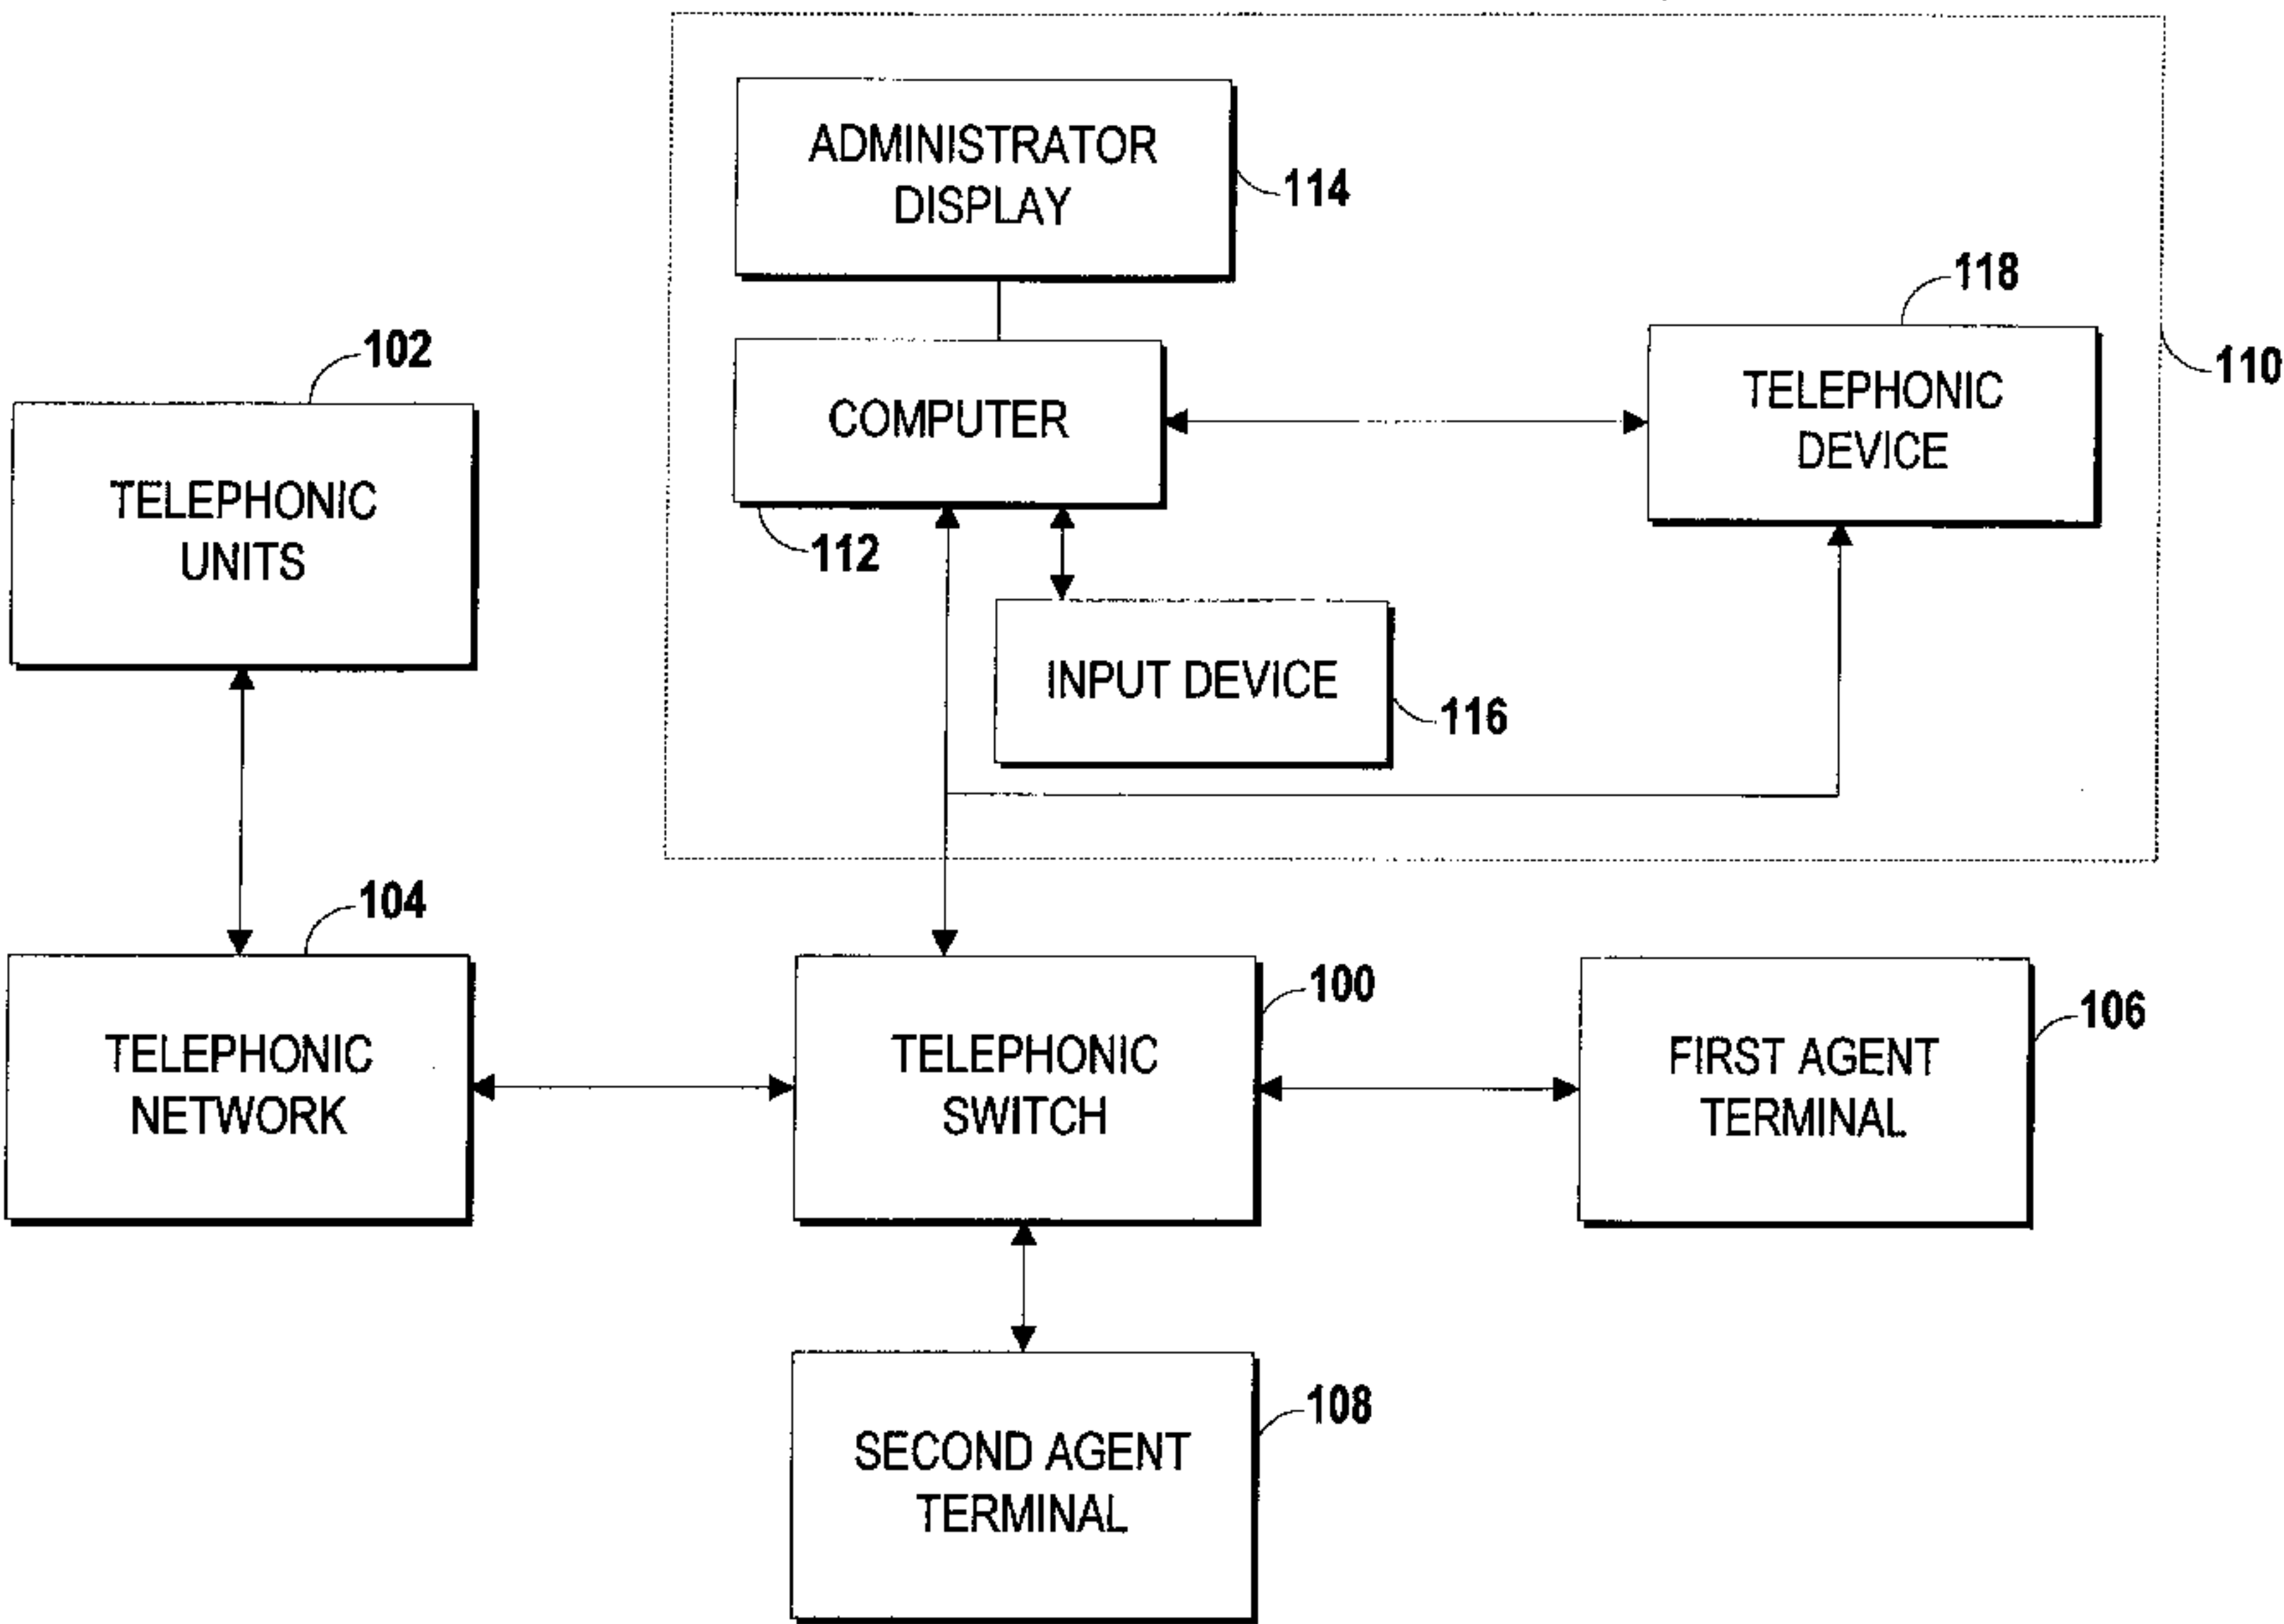 ADMINISTRATOR
DISPLAY
114
118
TELEPHONIC
DEVICE
110
COMPUTER
112
102
TELEPHONIC
UNITS
INPUT DEVICE
116
104
TELEPHONIC
NETWORK
100
TELEPHONIC
SWITCH
106
FIRST AGENT
TERMINAL
108
SECOND AGENT
TERMINAL